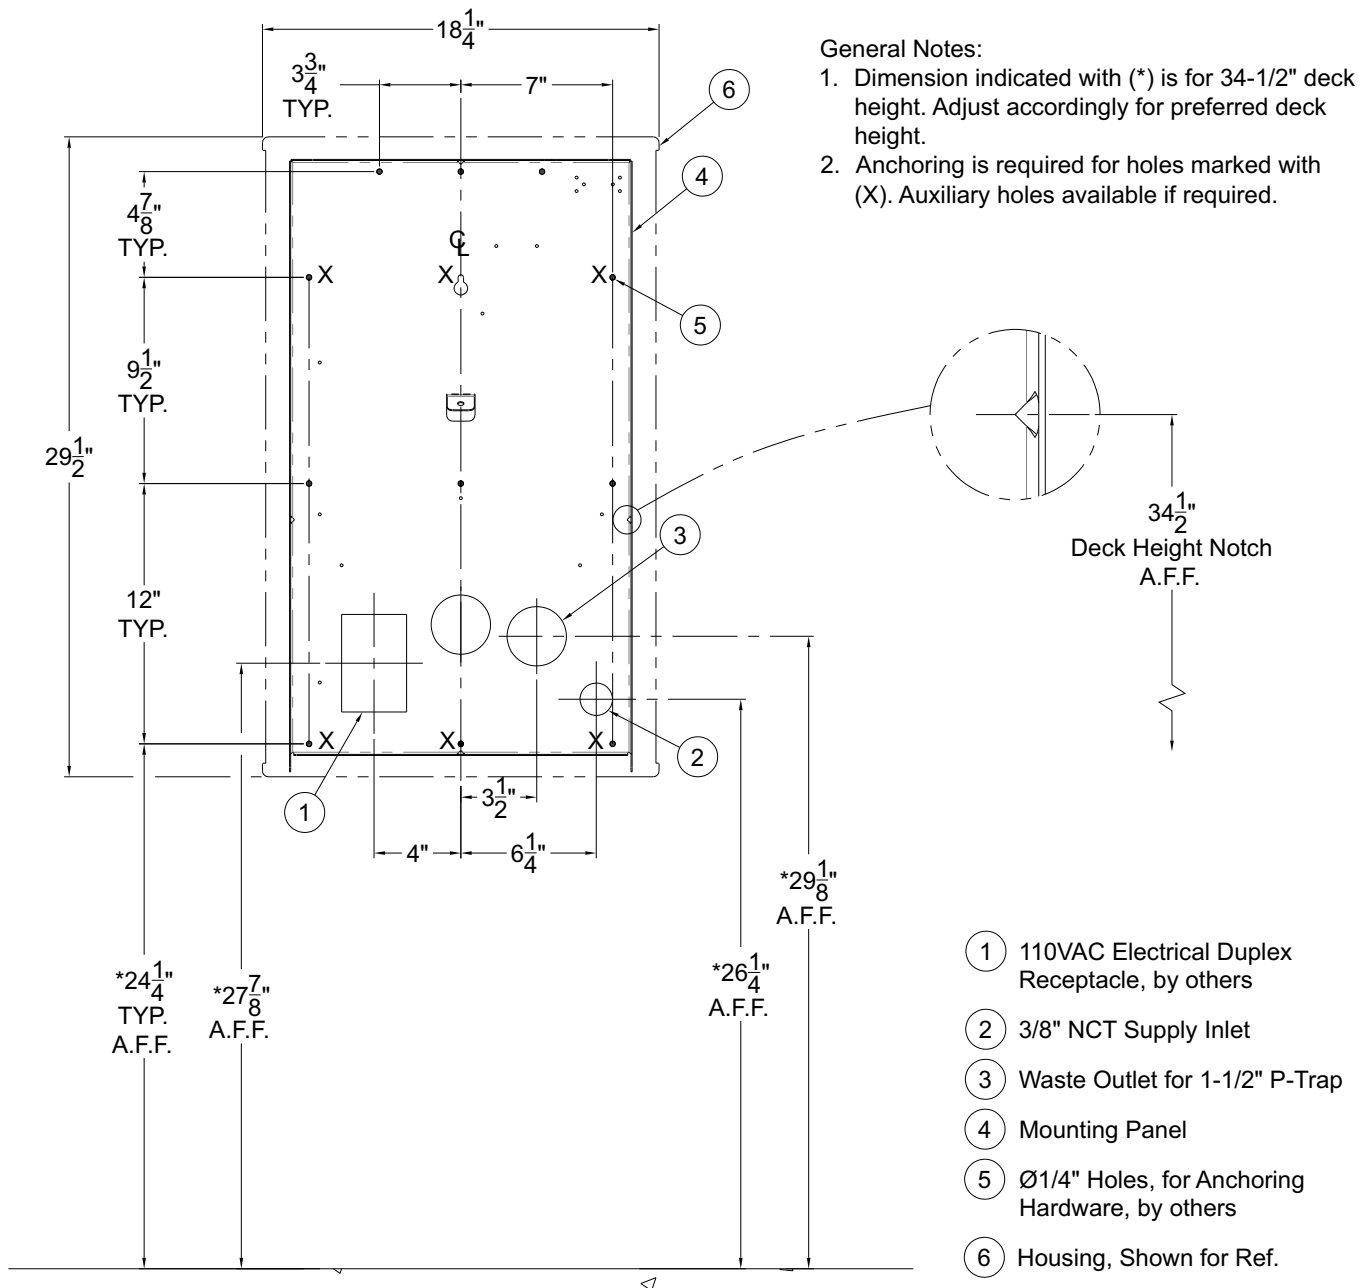 18 1/4"
3 3/4"
TYP.
7"
6
General Notes:
1. Dimension indicated with (*) is for 34-1/2" deck
height. Adjust accordingly for preferred deck
height.
2. Anchoring is required for holes marked with
(X). Auxiliary holes available if required.
4
4 7/8"
TYP.
CL
X X X
5
9 1/2"
TYP.
29 1/2"
34 1/2"
Deck Height Notch
A.F.F.
3
12"
TYP.
X X X
2
1
3 1/2"
4"
6 1/4"
*29 1/8"
A.F.F.
*26 1/4"
A.F.F.
*24 1/4"
TYP.
A.F.F.
*27 7/8"
A.F.F.
1 110VAC Electrical Duplex
Receptacle, by others
2 3/8" NCT Supply Inlet
3 Waste Outlet for 1-1/2" P-Trap
4 Mounting Panel
5 Ø1/4" Holes, for Anchoring
Hardware, by others
6 Housing, Shown for Ref.